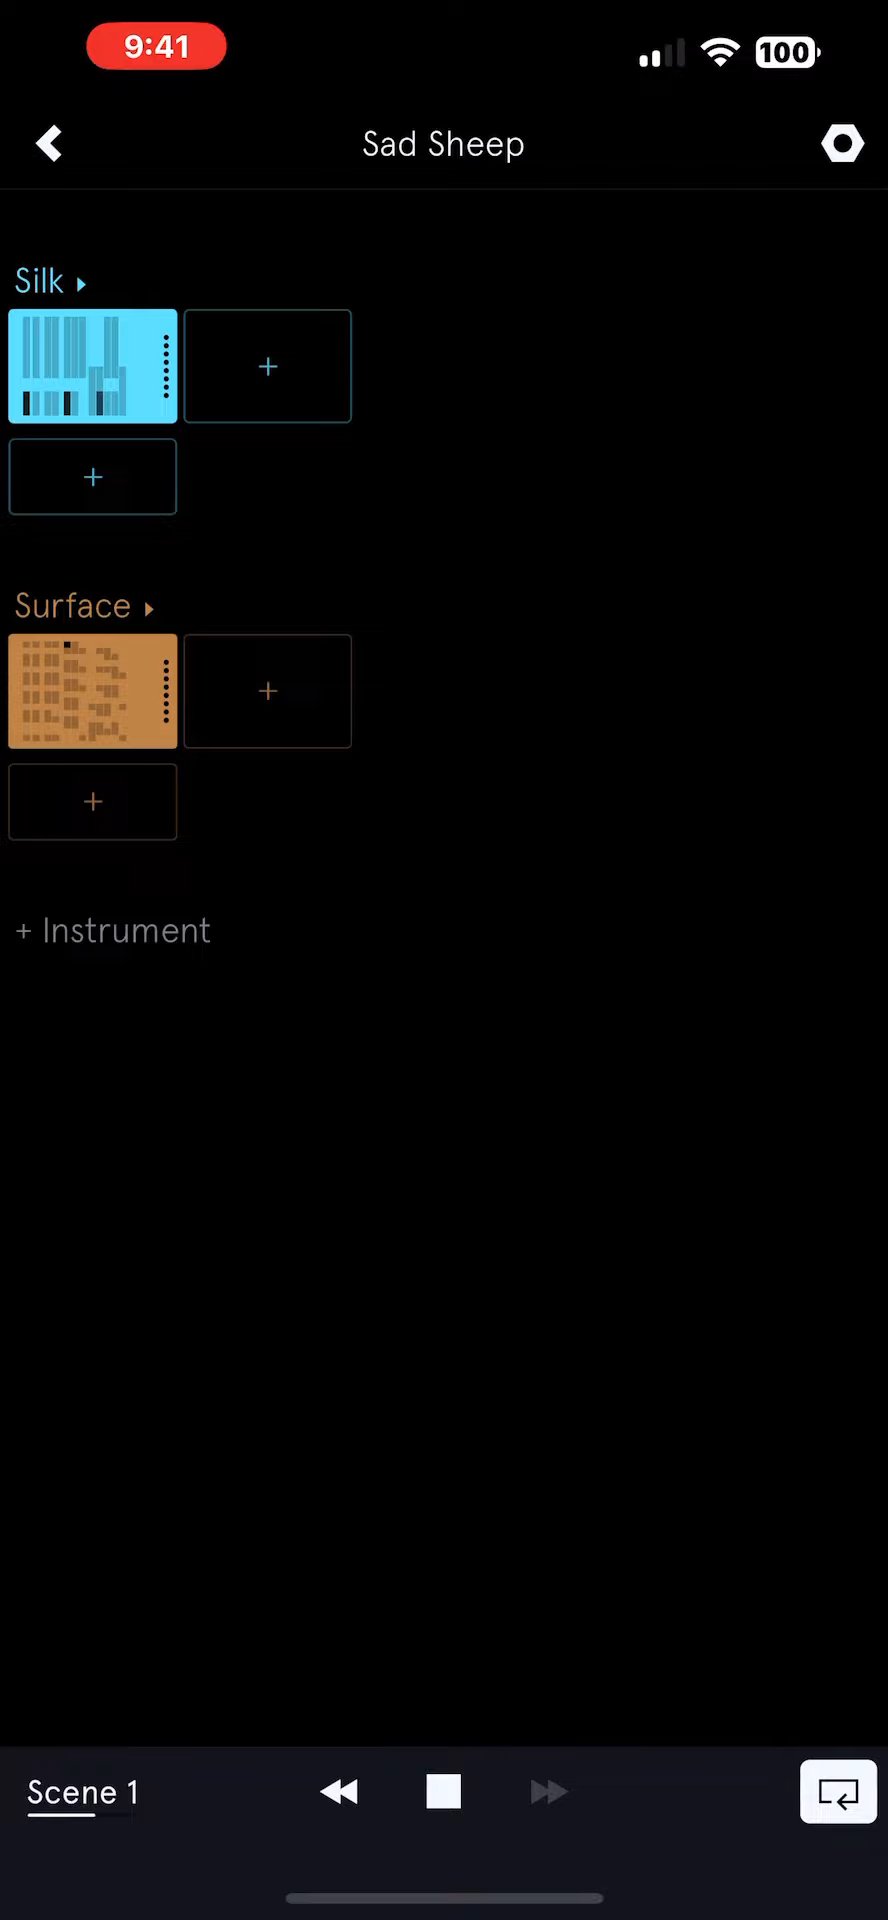 9:41
100
Sad Sheep
Silk
+
+
Surface
+
+
+ Instrument
Scene 1